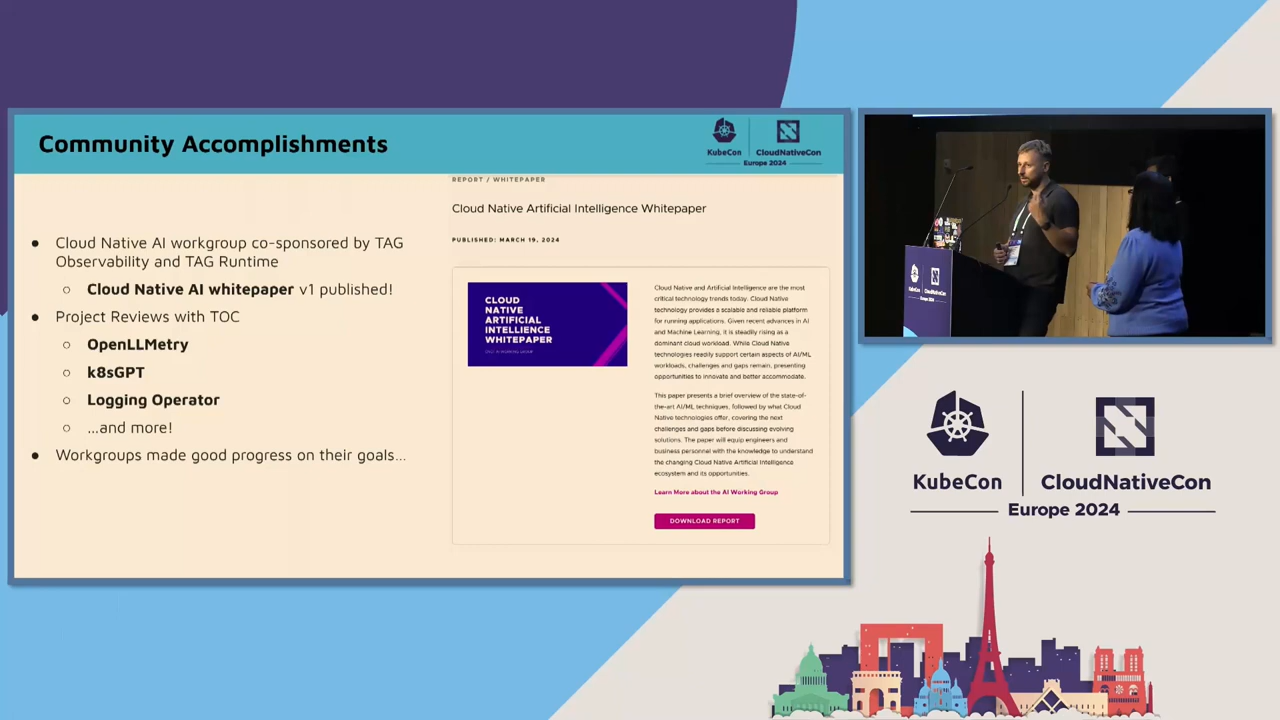 Community Accomplishments
KubeCon
CloudNativeCon
Europe 2024
● Cloud Native AI workgroup co-sponsored by TAG
Observability and TAG Runtime
○ Cloud Native AI whitepaper v1 published!
● Project Reviews with TOC
○ OpenLLMetry
○ k8sGPT
○ Logging Operator
○ ...and more!
● Workgroups made good progress on their goals...
REPORT / WHITEPAPER
Cloud Native Artificial Intelligence Whitepaper
PUBLISHED: MARCH 19, 2024
CLOUD
NATIVE
ARTIFICIAL
INTELLIENCE
WHITEPAPER
Cloud Native and Artificial Intelligence are the most
critical technology trends today. Cloud Native
technology provides a scalable and reliable platform
for running applications. Given recent advances in AI
and Machine Learning, it is steadily rising as a
dominant cloud workload. While Cloud Native
technologies readily support certain aspects of AI/ML
workloads, challenges and gaps remain, presenting
opportunities to innovate and better accommodate.
This paper presents a brief overview of the state-of-
the-art AI/ML techniques, followed by what Cloud
Native technologies offer, covering the next
challenges and gaps before discussing evolving
solutions. The paper will equip engineers and
business personnel with the knowledge to understand
the changing Cloud Native Artificial Intelligence
ecosystem and its opportunities.
Learn More about the AI Working Group
DOWNLOAD REPORT
KubeCon
CloudNativeCon
Europe 2024